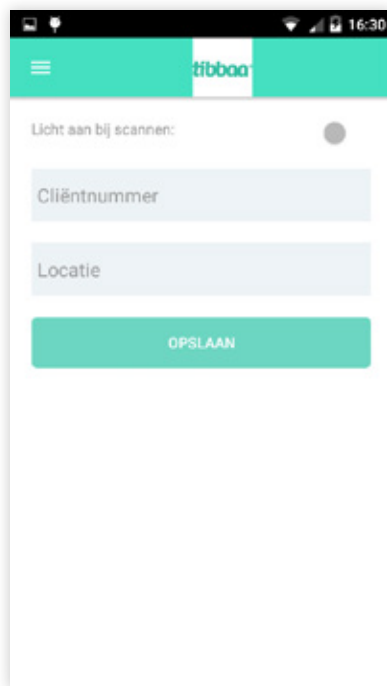 16:30
tibbaa
Licht aan bij scannen:
Cliëntnummer
Locatie
OPSLAAN